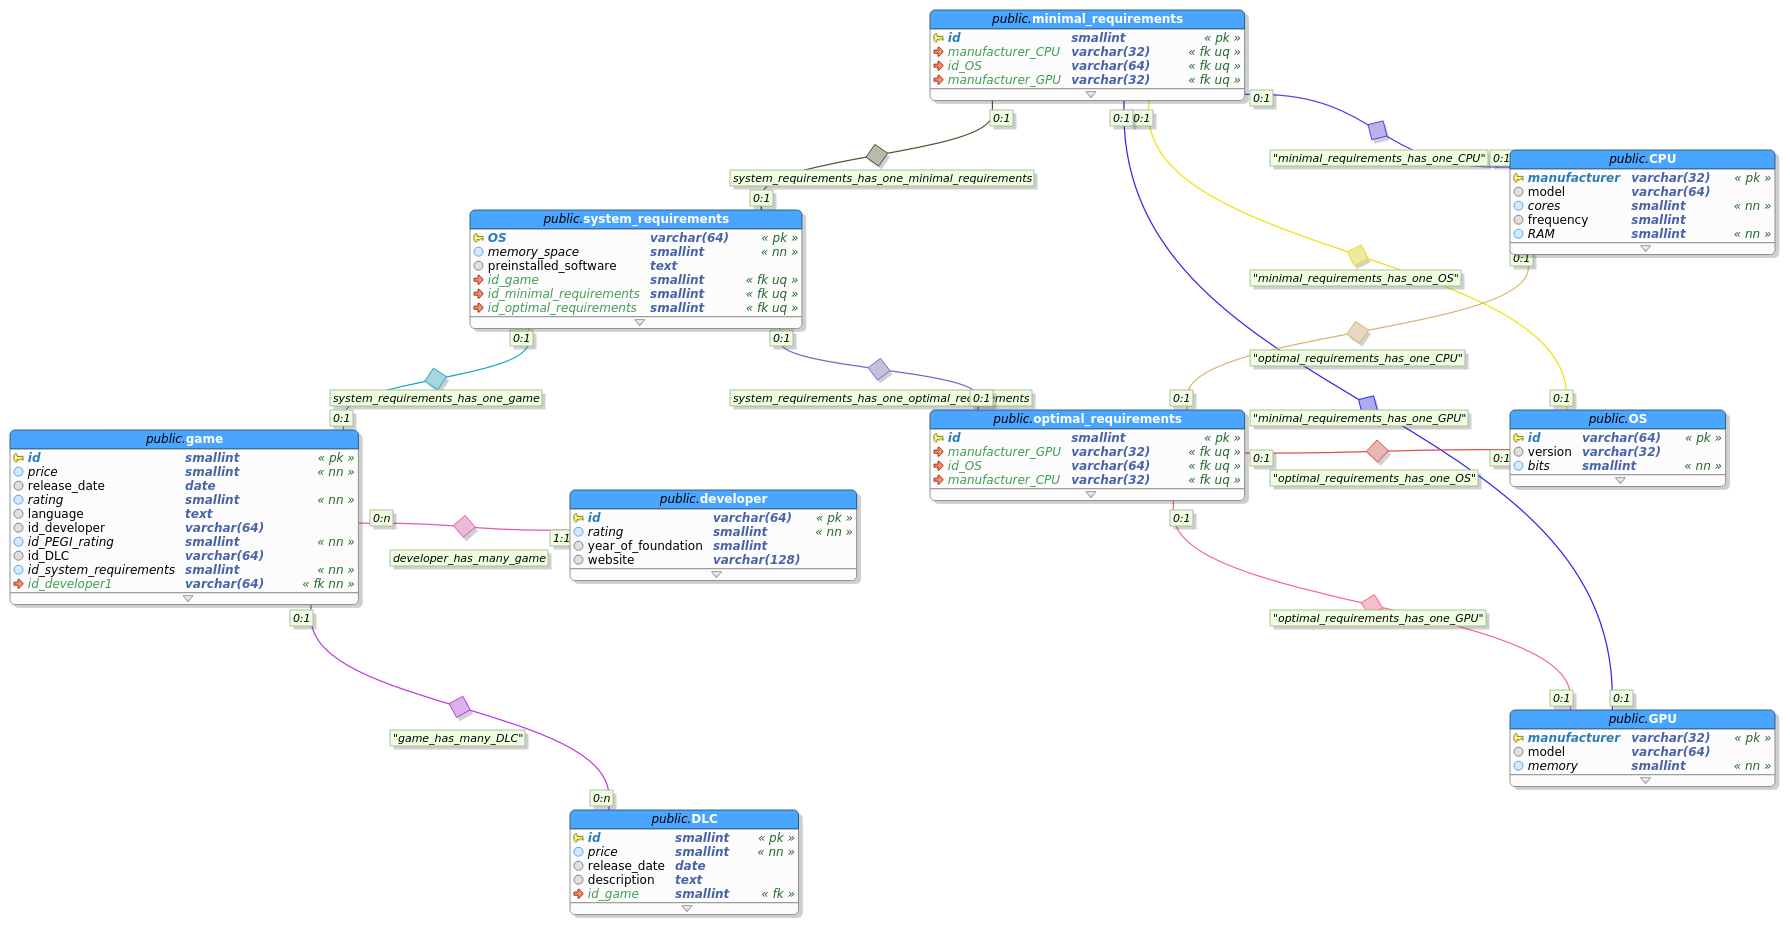 public.minimal_requirements
id smallint « pk »
manufacturer_CPU varchar(32) « fk uq »
id_OS varchar(64) « fk uq »
manufacturer_GPU varchar(32) « fk uq »
0:1
0:1
0:1
0:1
"minimal_requirements_has_one_CPU"
0:1
public.CPU
manufacturer varchar(32) « pk »
model varchar(64)
cores smallint « nn »
frequency smallint
RAM smallint « nn »
0:1
system_requirements_has_one_minimal_requirements
0:1
public.system_requirements
OS varchar(64) « pk »
memory_space smallint « nn »
preinstalled_software text
id_game smallint « fk uq »
id_minimal_requirements smallint « fk uq »
id_optimal_requirements smallint « fk uq »
0:1
0:1
"minimal_requirements_has_one_OS"
"optimal_requirements_has_one_CPU"
system_requirements_has_one_game
system_requirements_has_one_optimal_req
ments
0:1
0:1
0:1
0:1
public.game
id smallint « pk »
price smallint « nn »
release_date date
rating smallint « nn »
language text
id_developer varchar(64)
id_PEGI_rating smallint « nn »
id_DLC varchar(64)
id_system_requirements smallint « nn »
id_developer1 varchar(64) « fk nn »
public.optimal_requirements
id smallint « pk »
manufacturer_GPU varchar(32) « fk uq »
id_OS varchar(64) « fk uq »
manufacturer_CPU varchar(32) « fk uq »
"minimal_requirements_has_one_GPU"
0:1
0:1
"optimal_requirements_has_one_OS"
public.OS
id varchar(64) « pk »
version varchar(32)
bits smallint « nn »
0:n
1:1
developer_has_many_game
public.developer
id varchar(64) « pk »
rating smallint « nn »
year_of_foundation smallint
website varchar(128)
0:1
"optimal_requirements_has_one_GPU"
0:1
0:1
0:1
public.GPU
manufacturer varchar(32) « pk »
model varchar(64)
memory smallint « nn »
"game_has_many_DLC"
0:n
public.DLC
id smallint « pk »
price smallint « nn »
release_date date
description text
id_game smallint « fk »